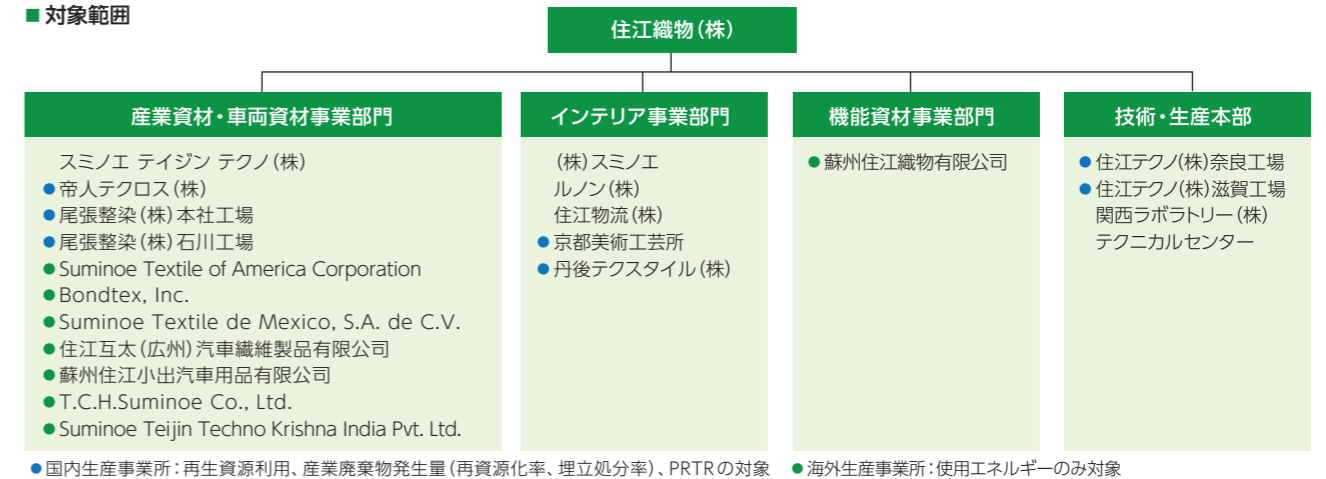 ■ 対象範囲
住江織物(株)
産業資材・車両資材事業部門
スミノエ テイジン テクノ(株)
●帝人テクロス(株)
●尾張整染(株)本社工場
●尾張整染(株)石川工場
●Suminoe Textile of America Corporation
●Bondtex, Inc.
●Suminoe Textile de Mexico, S.A. de C.V.
●住江互太(広州)汽車繊維製品有限公司
●蘇州住江小出汽車用品有限公司
●T.C.H.Suminoe Co., Ltd.
●Suminoe Teijin Techno Krishna India Pvt. Ltd.
インテリア事業部門
(株)スミノエ
ルノン(株)
住江物流(株)
●京都美術工芸所
●丹後テクスタイル(株)
機能資材事業部門
●蘇州住江織物有限公司
技術・生産本部
●住江テクノ(株)奈良工場
●住江テクノ(株)滋賀工場
関西ラボラトリー(株)
テクニカルセンター
●国内生産事業所:再生資源利用、産業廃棄物発生量(再資源化率、埋立処分率)、PRTRの対象 ●海外生産事業所:使用エネルギーのみ対象